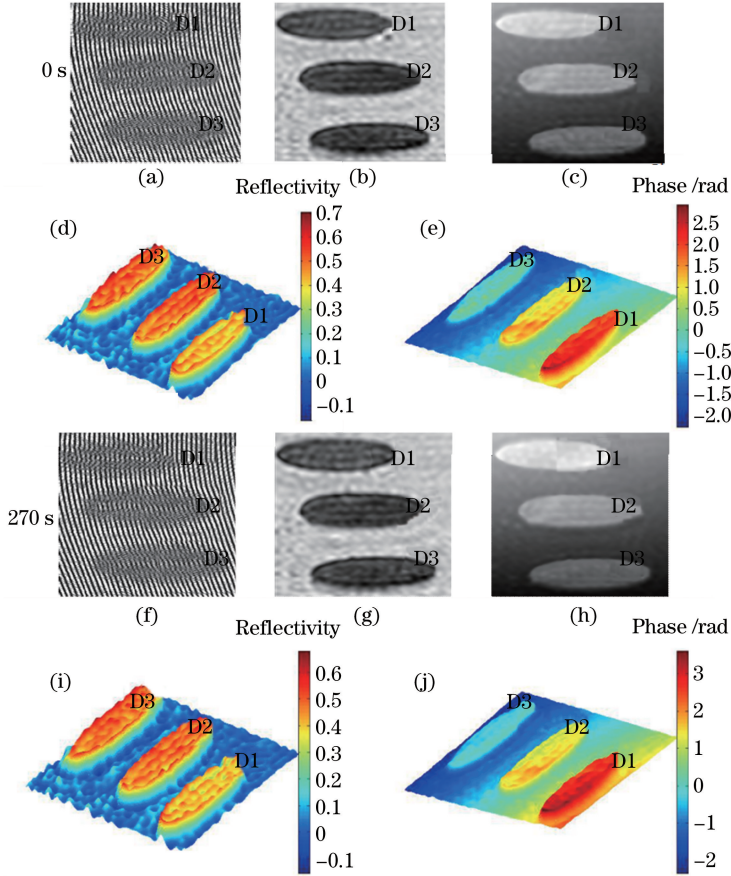 0 s
D1
D2
D3
(a)
D1
D2
D3
(b)
D1
D2
D3
(c)
(d)
Reflectivity
D3
D2
D1
0.7
0.6
0.5
0.4
0.3
0.2
0.1
0
−0.1
(e)
Phase /rad
D3
D2
D1
2.5
2.0
1.5
1.0
0.5
0
−0.5
−1.0
−1.5
−2.0
270 s
D1
D2
D3
(f)
D1
D2
D3
(g)
D1
D2
D3
(h)
(i)
Reflectivity
D3
D2
D1
0.6
0.5
0.4
0.3
0.2
0.1
0
−0.1
(j)
Phase /rad
D3
D2
D1
3
2
1
0
−1
−2